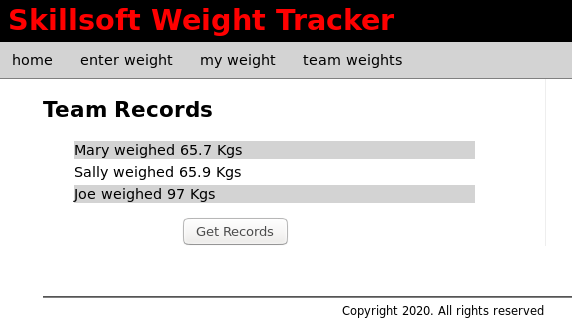 Skillsoft Weight Tracker
home enter weight my weight team weights
Team Records
Mary weighed 65.7 Kgs
Sally weighed 65.9 Kgs
Joe weighed 97 Kgs
Get Records
Copyright 2020. All rights reserved